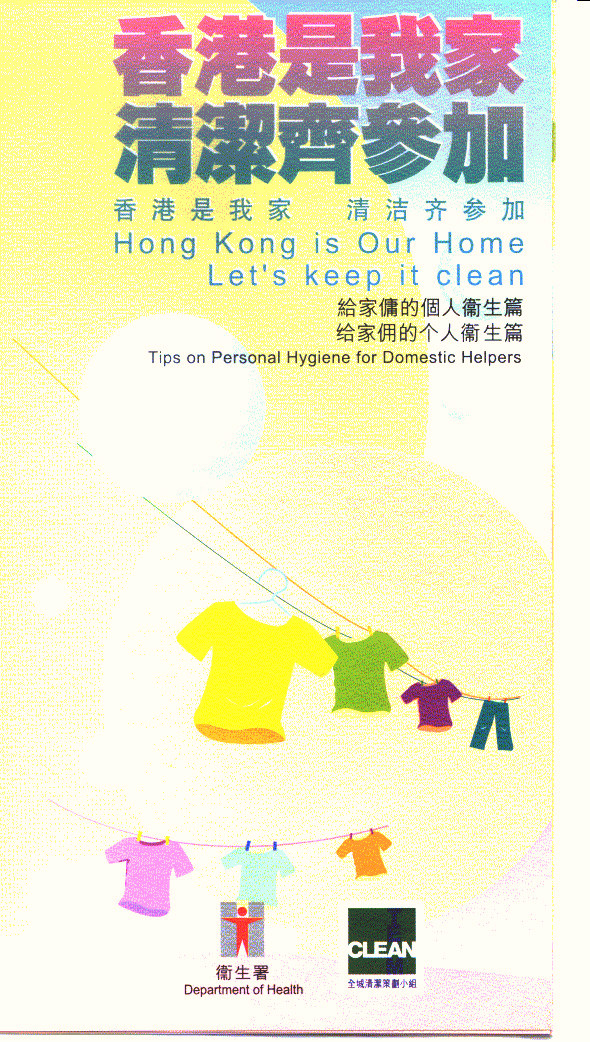 香港是我家
清潔齊參加
香港是我家 清洁齐参加
Hong Kong is Our Home
Let's keep it clean
給家傭的個人衞生篇
给家佣的个人衞生篇
Tips on Personal Hygiene for Domestic Helpers
衞生署
Department of Health
CLEAN
全城清潔策劃小組